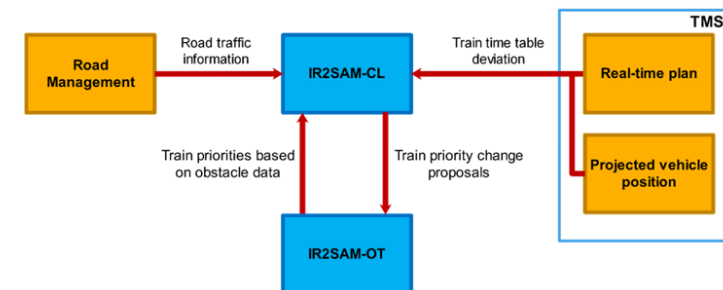 TMS
Road
Management
Road traffic
information
IR2SAM-CL
Train time table
deviation
Real-time plan
Train priorities based
on obstacle data
Train priority change
proposals
Projected vehicle
position
IR2SAM-OT